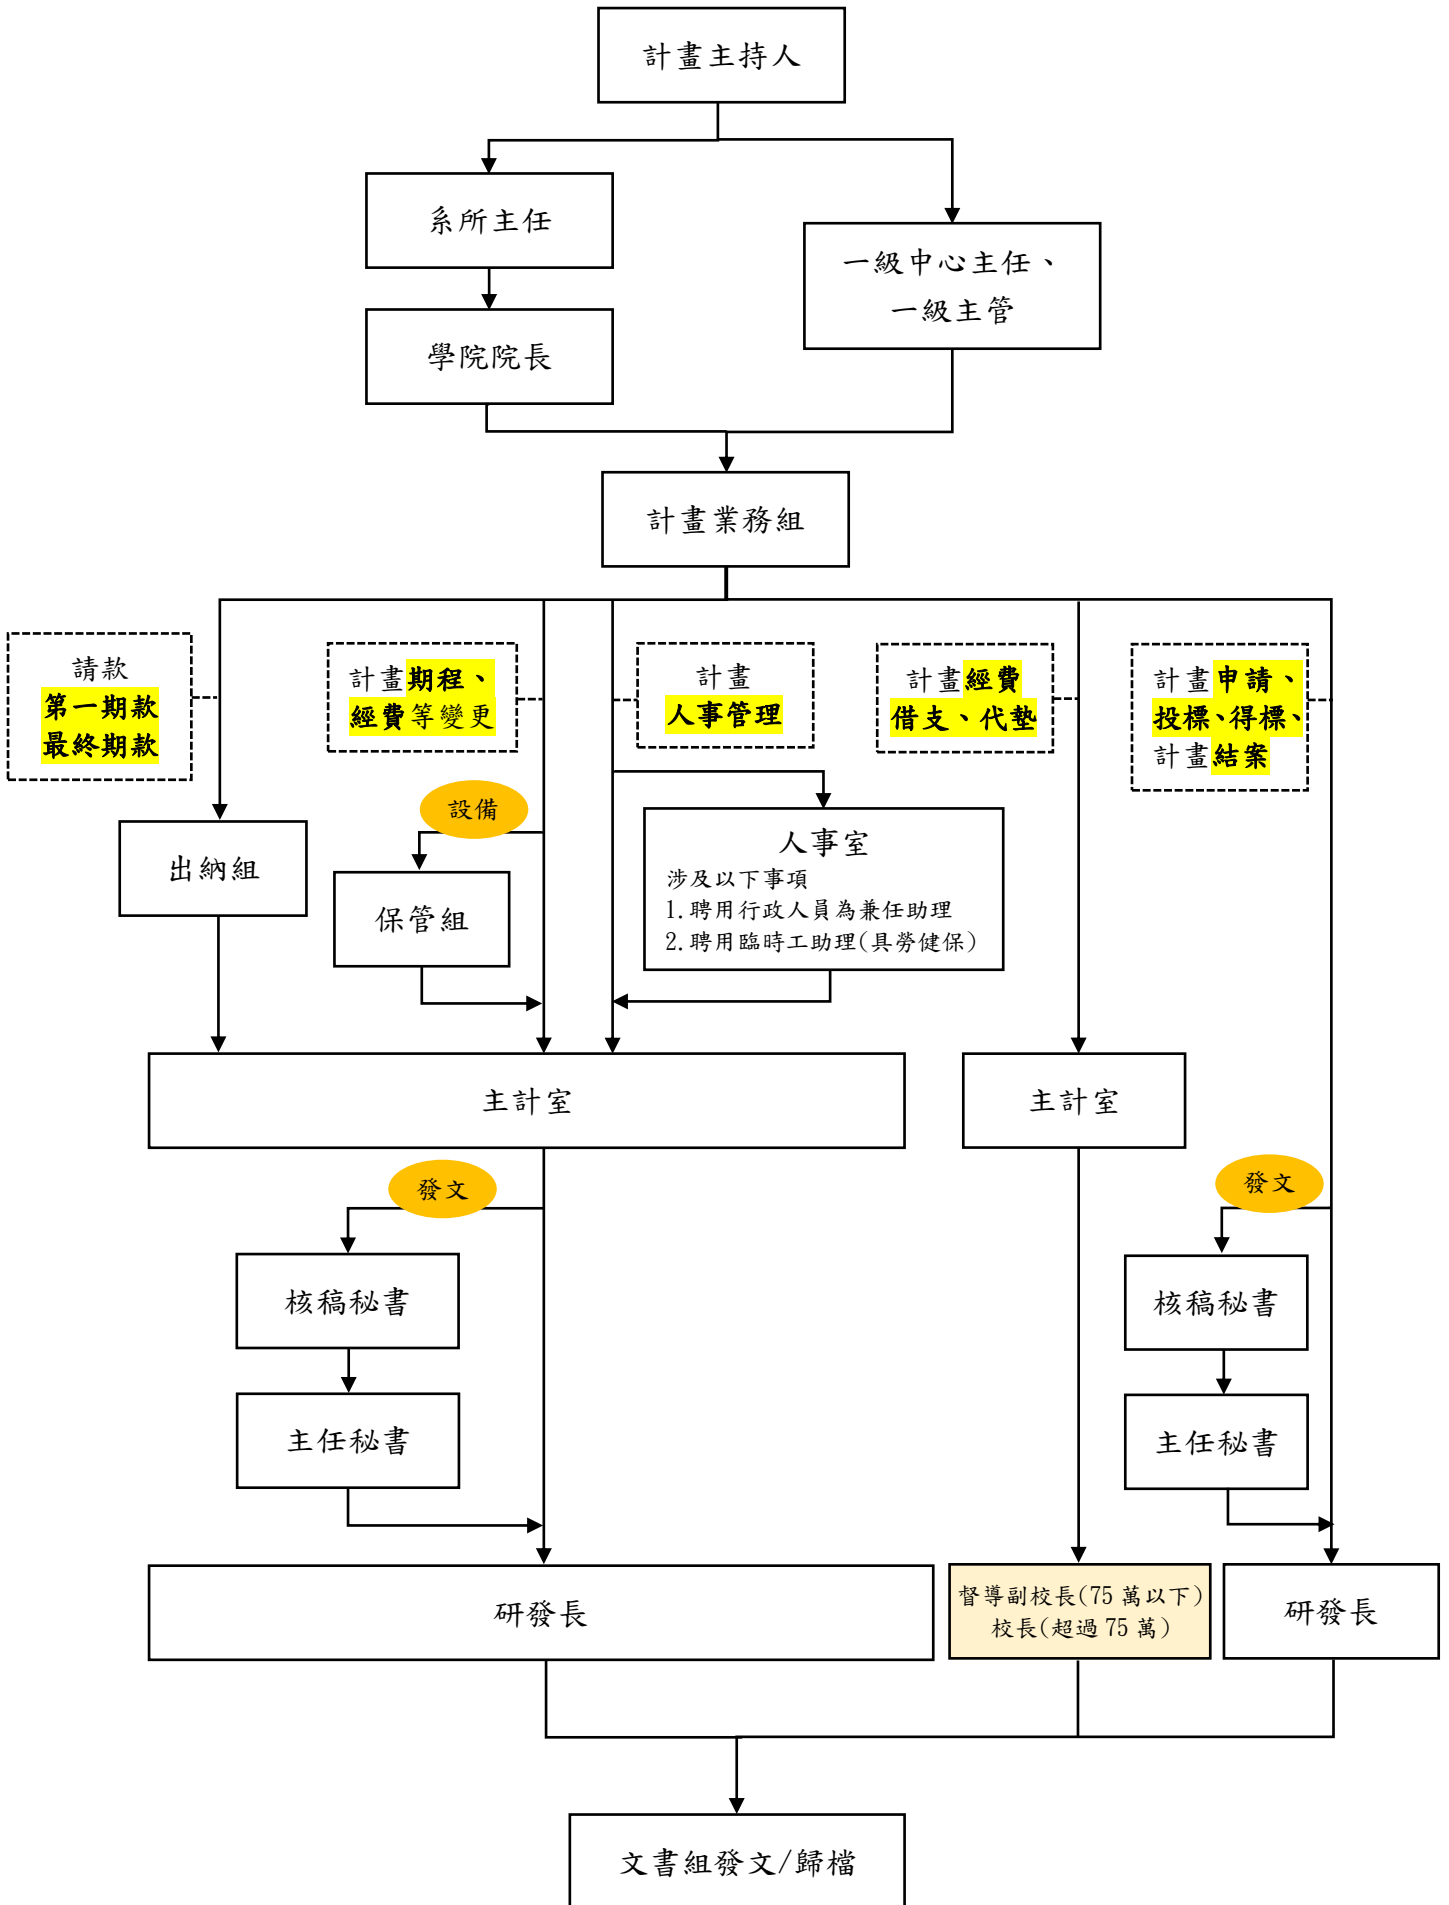 計畫主持人
系所主任
一級中心主任、
一級主管
學院院長
計畫業務組
請款
第一期款
最終期款
計畫期程、
經費等變更
計畫
人事管理
計畫經費
借支、代墊
計畫申請、
投標、得標、
計畫結案
設備
出納組
保管組
人事室
涉及以下事項
1.聘用行政人員為兼任助理
2.聘用臨時工助理(具勞健保)
主計室
主計室
發文
發文
核稿秘書
核稿秘書
主任秘書
主任秘書
研發長
督導副校長(75 萬以下)
校長(超過 75 萬)
研發長
文書組發文/歸檔